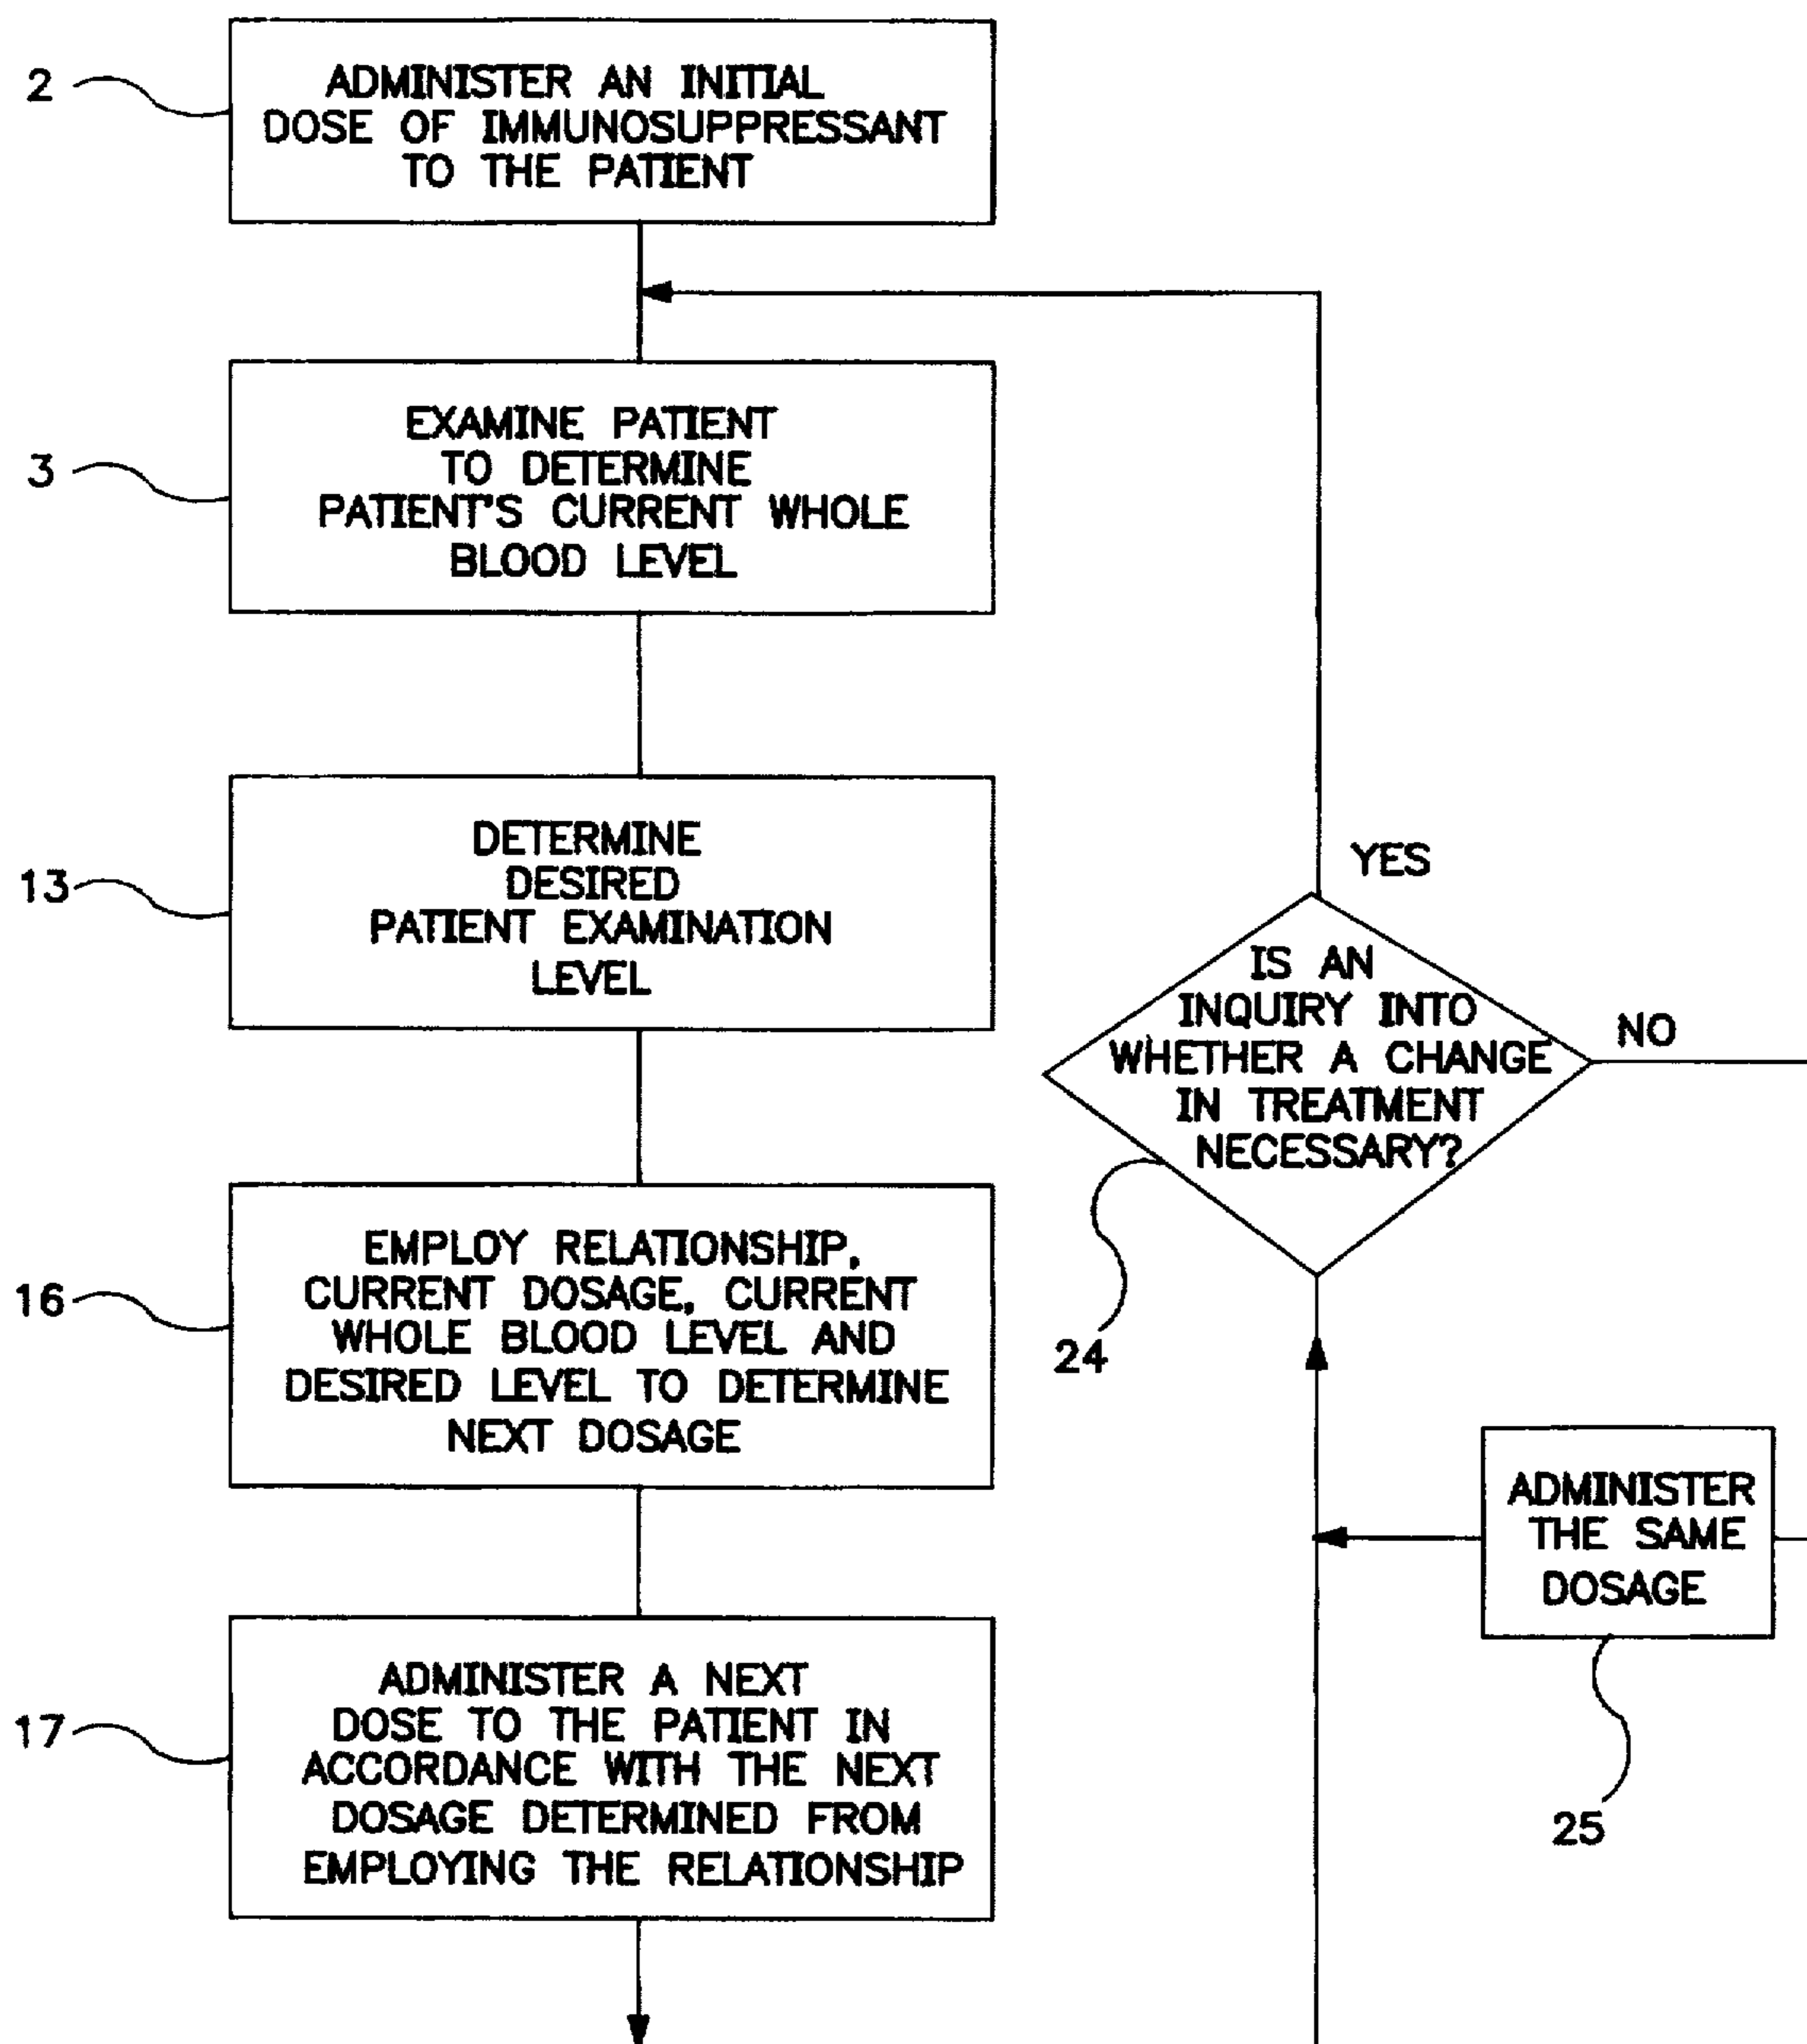 2
ADMINISTER AN INITIAL
DOSE OF IMMUNOSUPPRESSANT
TO THE PATIENT
3
EXAMINE PATIENT
TO DETERMINE
PATIENT'S CURRENT WHOLE
BLOOD LEVEL
13
DETERMINE
DESIRED
PATIENT EXAMINATION
LEVEL
16
EMPLOY RELATIONSHIP,
CURRENT DOSAGE, CURRENT
WHOLE BLOOD LEVEL AND
DESIRED LEVEL TO DETERMINE
NEXT DOSAGE
17
ADMINISTER A NEXT
DOSE TO THE PATIENT IN
ACCORDANCE WITH THE NEXT
DOSAGE DETERMINED FROM
EMPLOYING THE RELATIONSHIP
YES
IS AN
INQUIRY INTO
WHETHER A CHANGE
IN TREATMENT
NECESSARY?
NO
24
ADMINISTER
THE SAME
DOSAGE
25